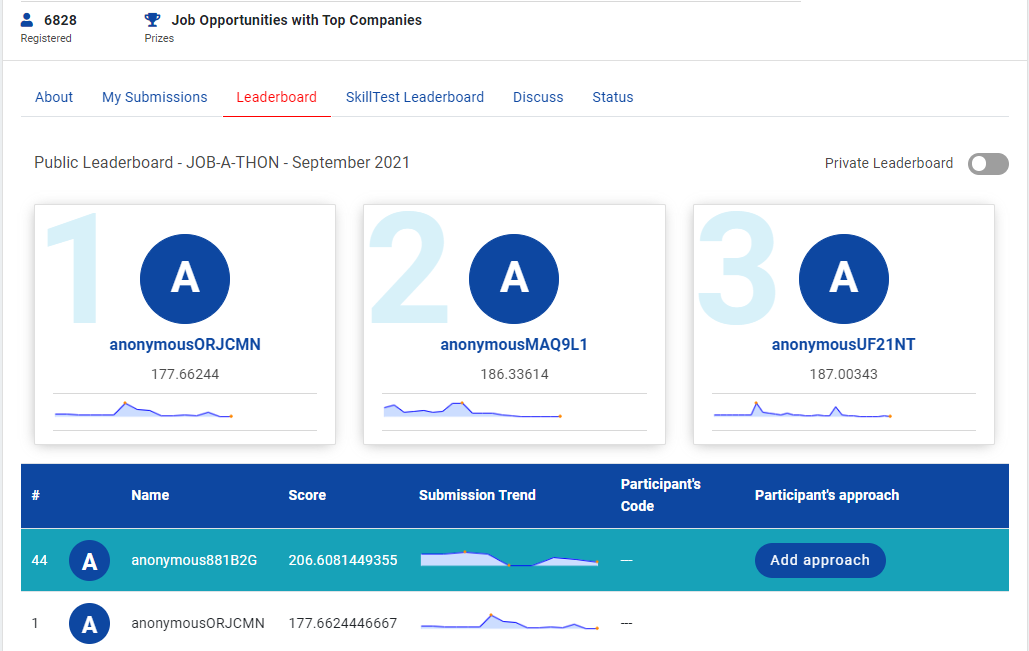 6828
Registered
Job Opportunities with Top Companies
Prizes
About My Submissions Leaderboard SkillTest Leaderboard Discuss Status
Public Leaderboard - JOB-A-THON - September 2021
Private Leaderboard
1
A
anonymousORJCMN
177.66244
2
A
anonymousMAQ9L1
186.33614
3
A
anonymousUF21NT
187.00343
# Name Score Submission Trend Participant's Code Participant's approach
44 A anonymous881B2G 206.6081449355 --- Add approach
1 A anonymousORJCMN 177.6624446667 ---